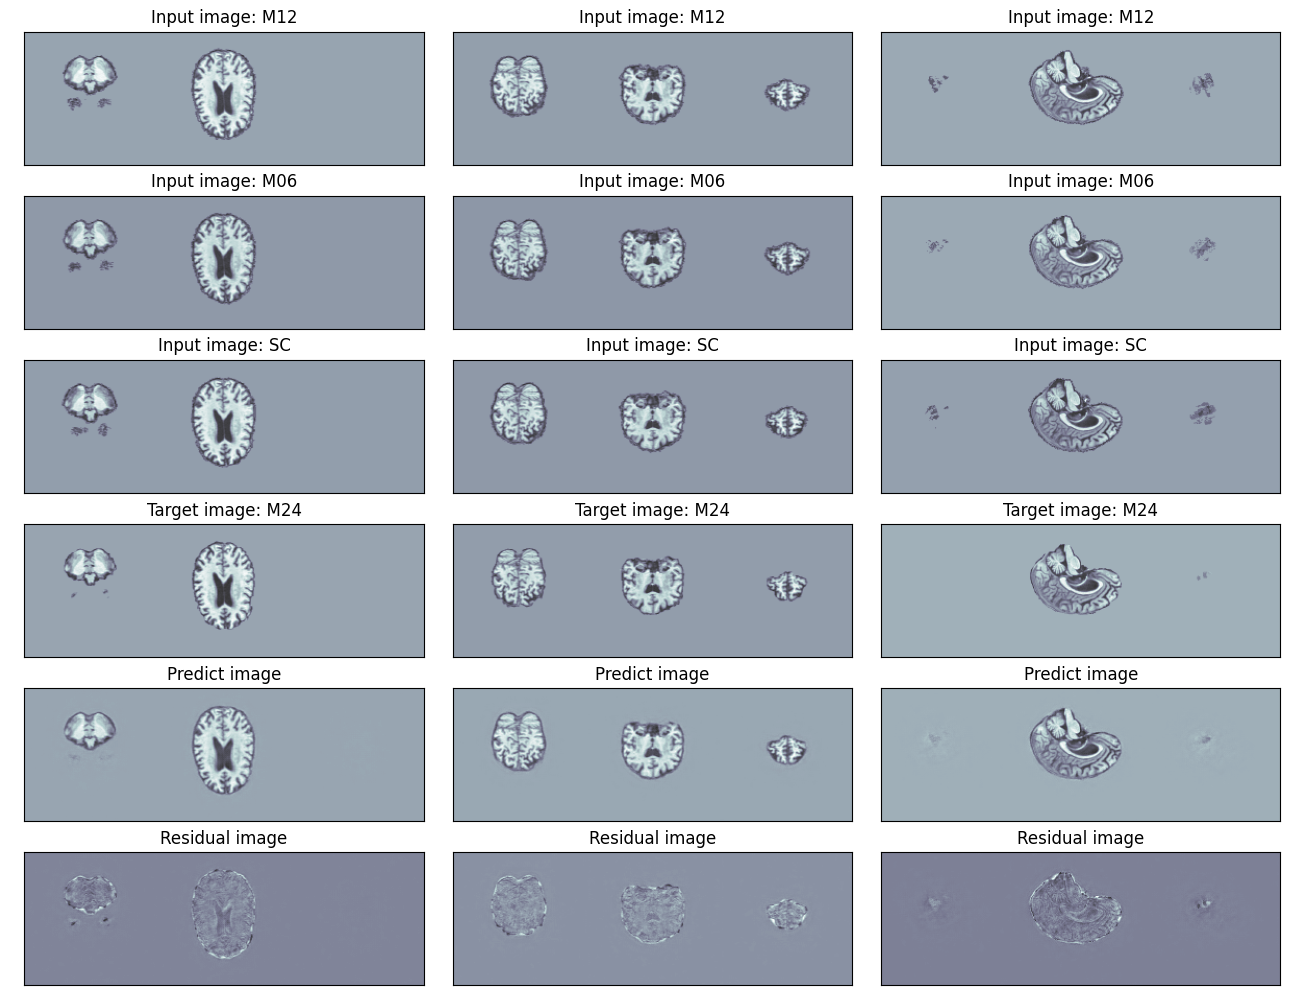 Input image: M12 Input image: M12 Input image: M12
Input image: M06 Input image: M06 Input image: M06
Input image: SC Input image: SC Input image: SC
Target image: M24 Target image: M24 Target image: M24
Predict image Predict image Predict image
Residual image Residual image Residual image